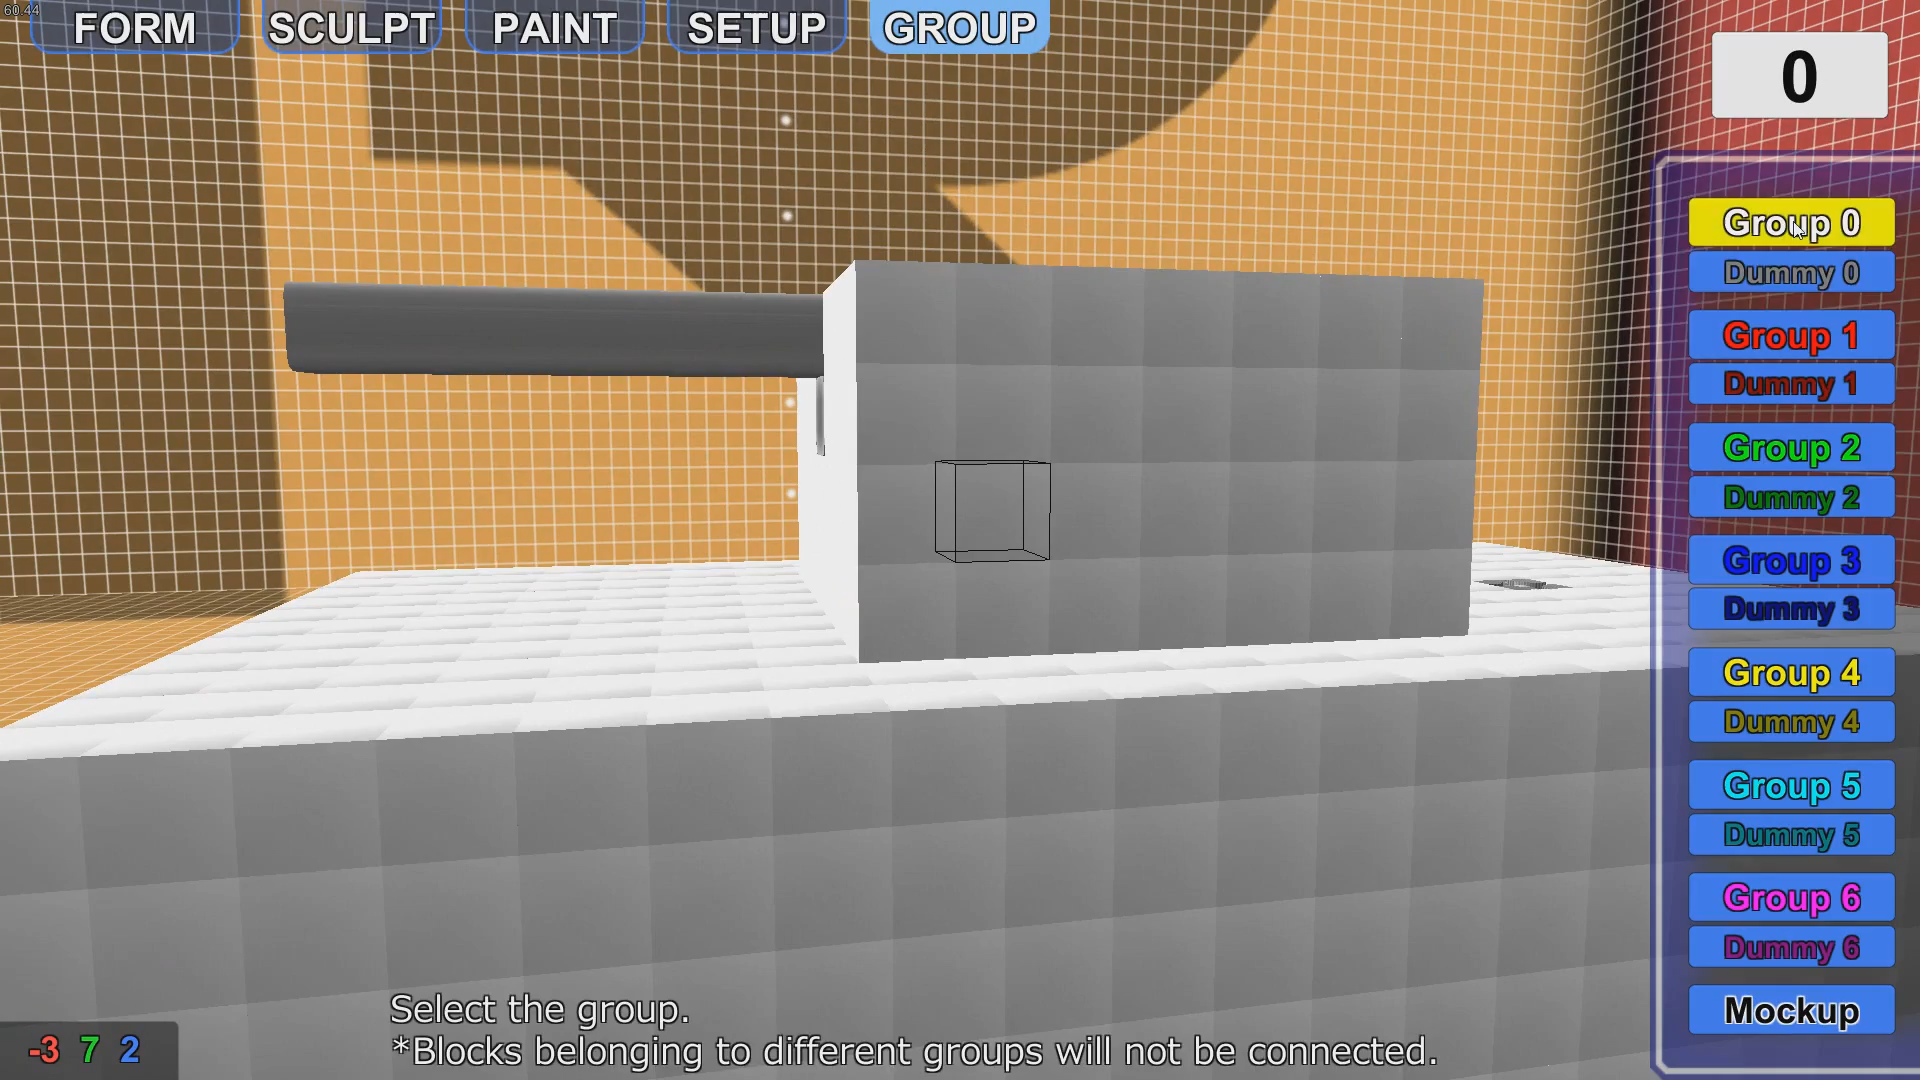 60.44
FORM SCULPT PAINT SETUP GROUP
0
Group 0
Dummy 0
Group 1
Dummy 1
Group 2
Dummy 2
Group 3
Dummy 3
Group 4
Dummy 4
Group 5
Dummy 5
Group 6
Dummy 6
Mockup
Select the group.
*Blocks belonging to different groups will not be connected.
-3 7 2